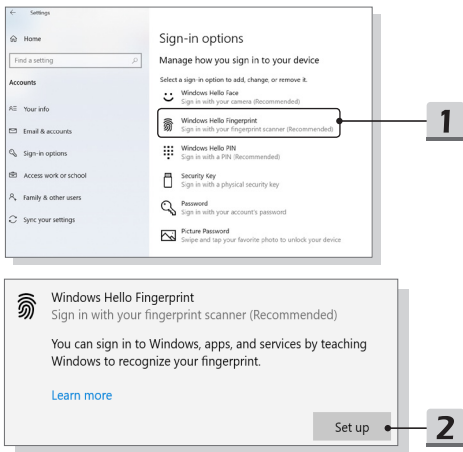 Settings
Home
Find a setting
Accounts
Your info
Email & accounts
Sign-in options
Access work or school
Family & other users
Sync your settings
Sign-in options
Manage how you sign in to your device
Select a sign-in option to add, change, or remove it.
Windows Hello Face
Sign in with your camera (Recommended)
Windows Hello Fingerprint
Sign in with your fingerprint scanner (Recommended)
Windows Hello PIN
Sign in with a PIN (Recommended)
Security Key
Sign in with a physical security key
Password
Sign in with your account's password
Picture Password
Swipe and tap your favorite photo to unlock your device
1
Windows Hello Fingerprint
Sign in with your fingerprint scanner (Recommended)
You can sign in to Windows, apps, and services by teaching
Windows to recognize your fingerprint.
Learn more
Set up
2